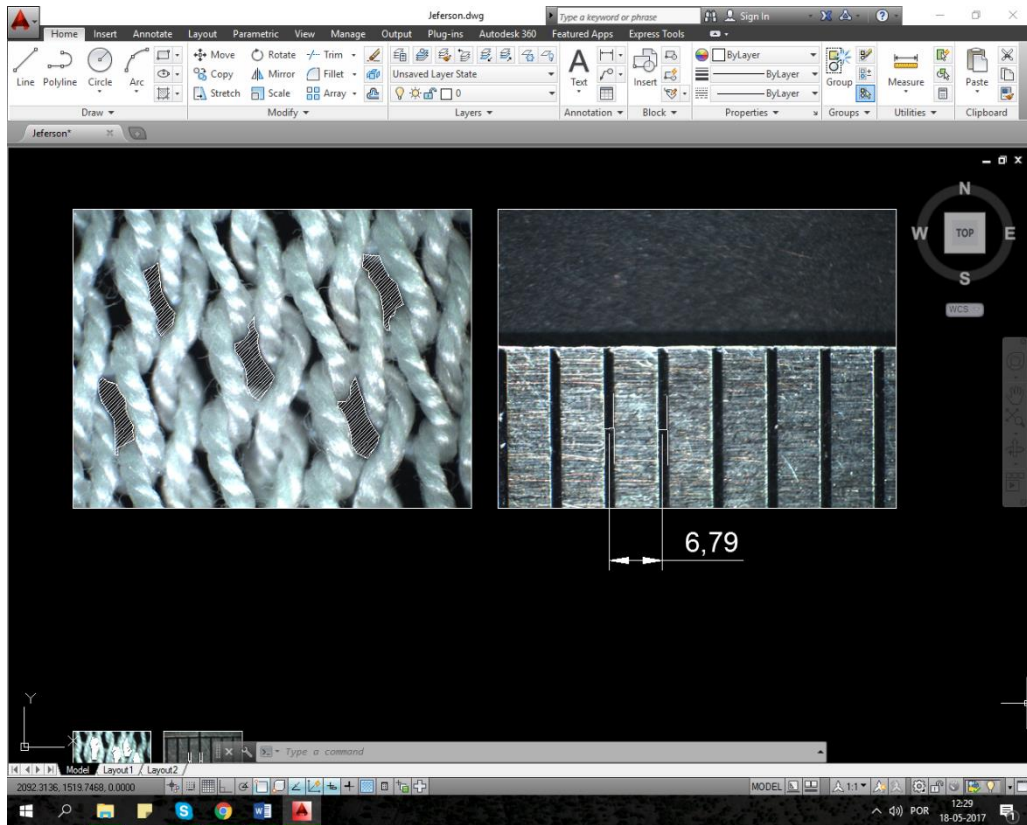 Jeferson.dwg
Type a keyword or phrase
Sign In
Home Insert Annotate Layout Parametric View Manage Output Plug-ins Autodesk 360 Featured Apps Express Tools
Line Polyline Circle Arc
Move Rotate Trim
Copy Mirror Fillet
Stretch Scale Array
Unsaved Layer State
0
Text
Insert
ByLayer
ByLayer
ByLayer
Group
Measure
Paste
Draw Modify Layers Annotation Block Properties Groups Utilities Clipboard
Jeferson*
N
W TOP E
S
WCS
6,79
Y
X
Type a command
Model Layout1 Layout2
2092.3136, 1519.7468, 0.0000
MODEL 1:1
POR
12:29
18-05-2017